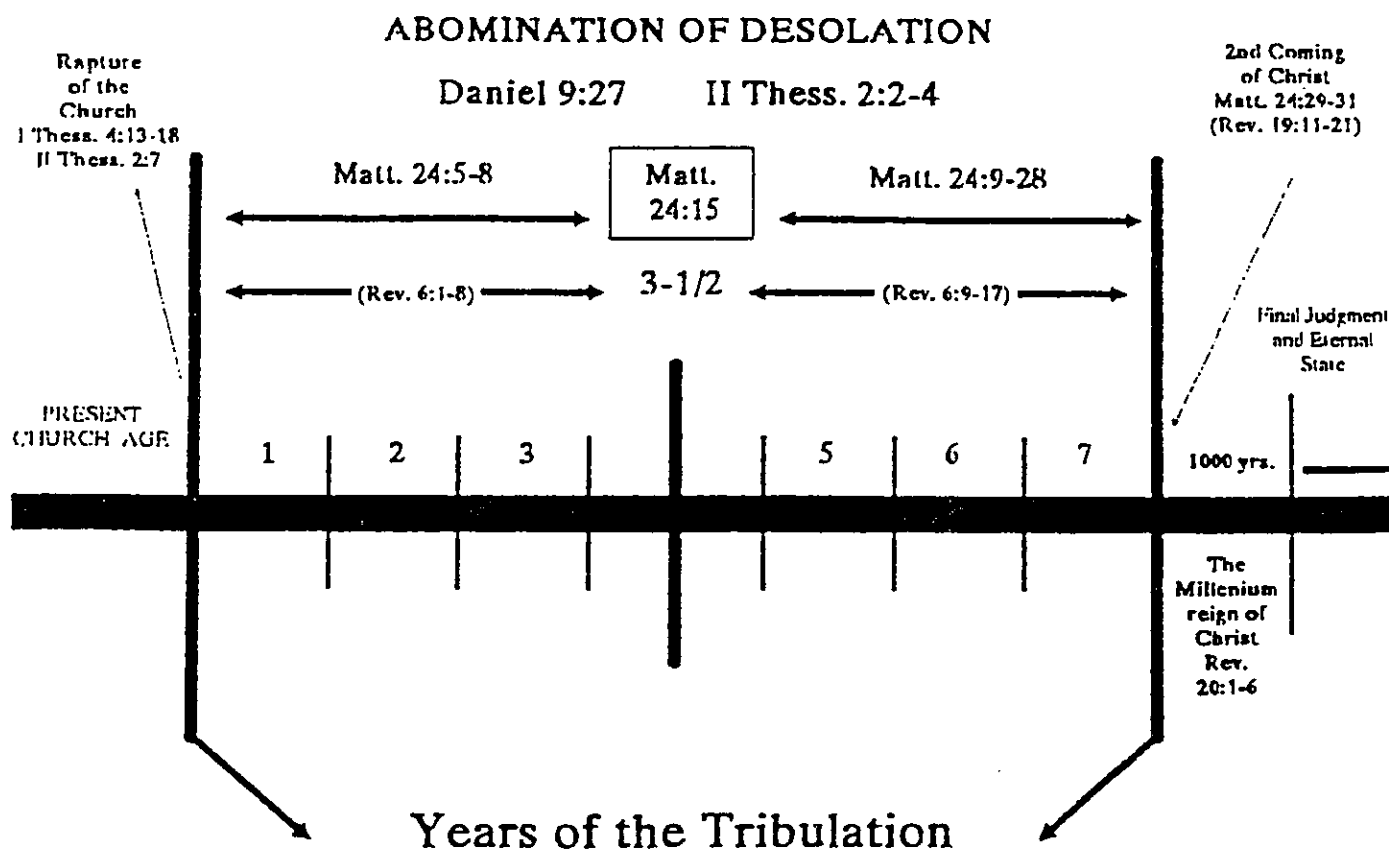 ABOMINATION OF DESOLATION
Daniel 9:27 II Thess. 2:2-4
Rapture
of the
Church
I Thess. 4:13-18
II Thess. 2:7
2nd Coming
of Christ
Matt. 24:29-31
(Rev. 19:11-21)
Matt. 24:5-8
Matt.
24:15
Matt. 24:9-28
(Rev. 6:1-8)
3-1/2
(Rev. 6:9-17)
Final Judgment
and Eternal
State
PRESENT
CHURCH AGE
1 2 3 5 6 7 1000 yrs.
The
Millenium
reign of
Christ
Rev.
20:1-6
Years of the Tribulation